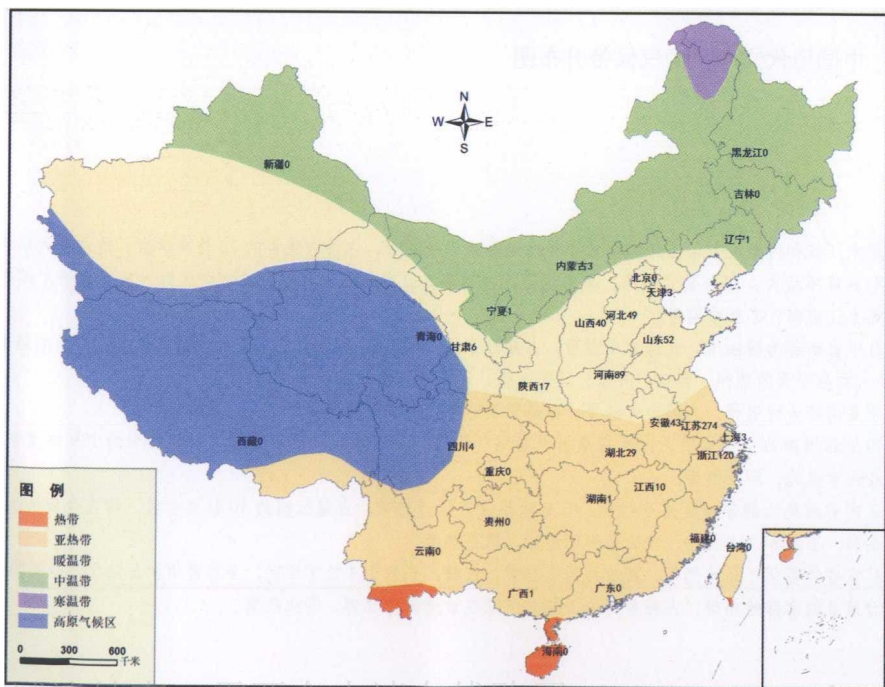 N
W
E
S
新疆0
黑龙江0
吉林0
辽宁1
内蒙古3
北京0
天津3
宁夏1
山西40
河北49
青海0
甘肃6
山东52
陕西17
河南89
安徽43
江苏274
上海3
西藏0
四川4
湖北29
浙江120
重庆0
江西10
湖南1
贵州0
云南0
福建0
台湾0
广西1
广东0
海南0
图 例
热带
亚热带
暖温带
中温带
寒温带
高原气候区
0 300 600
千米